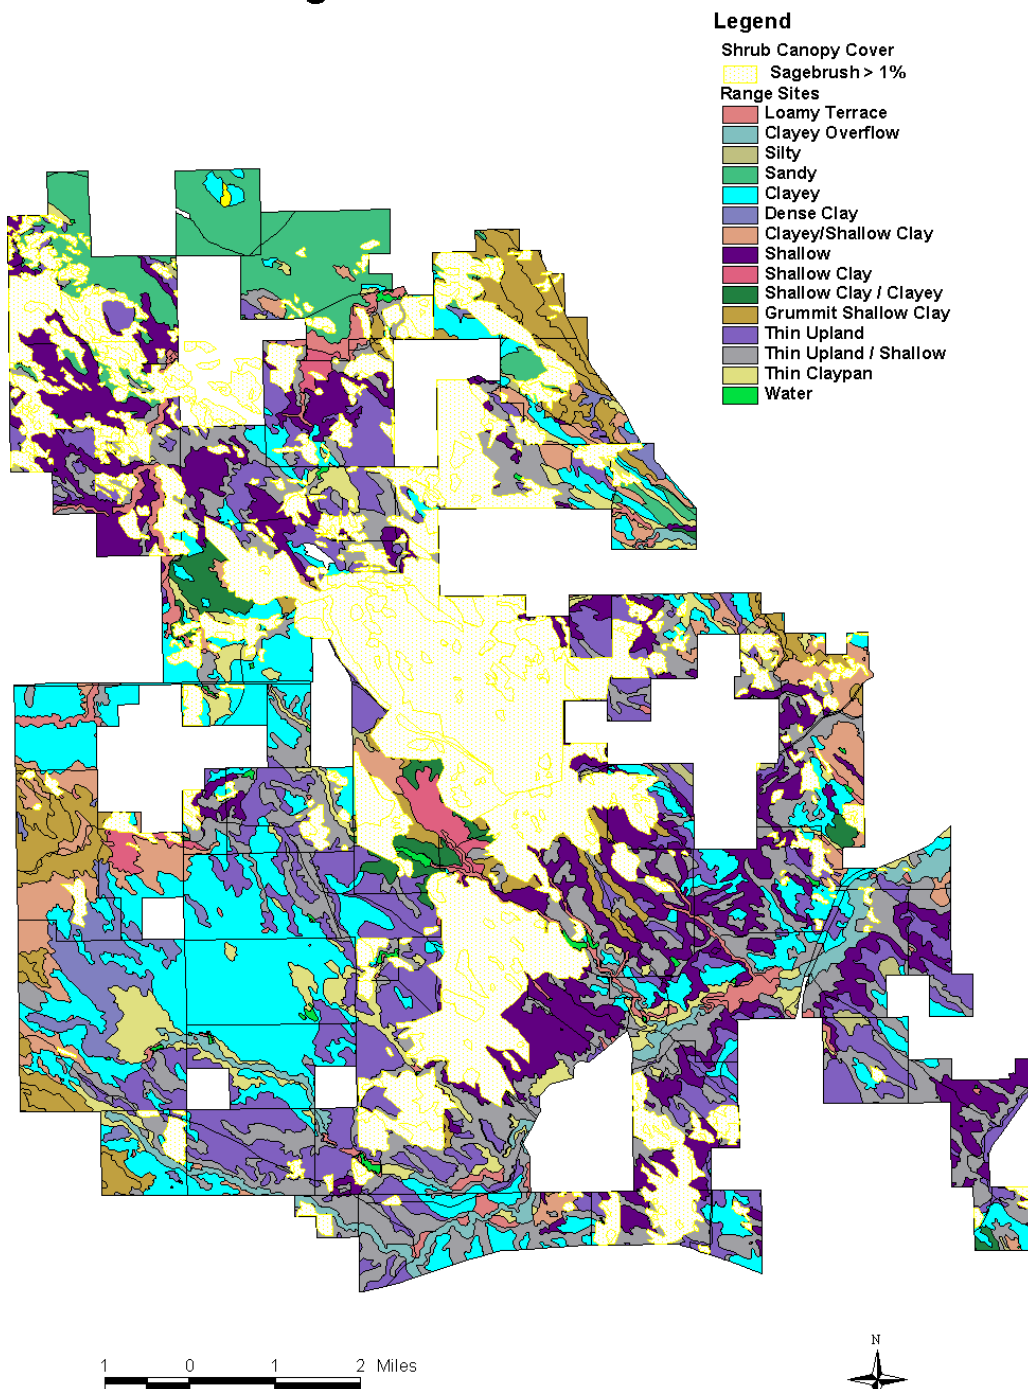 Legend
Shrub Canopy Cover
Sagebrush > 1%
Range Sites
Loamy Terrace
Clayey Overflow
Silty
Sandy
Clayey
Dense Clay
Clayey/Shallow Clay
Shallow
Shallow Clay
Shallow Clay / Clayey
Grummit Shallow Clay
Thin Upland
Thin Upland / Shallow
Thin Claypan
Water
1 0 1 2 Miles
N